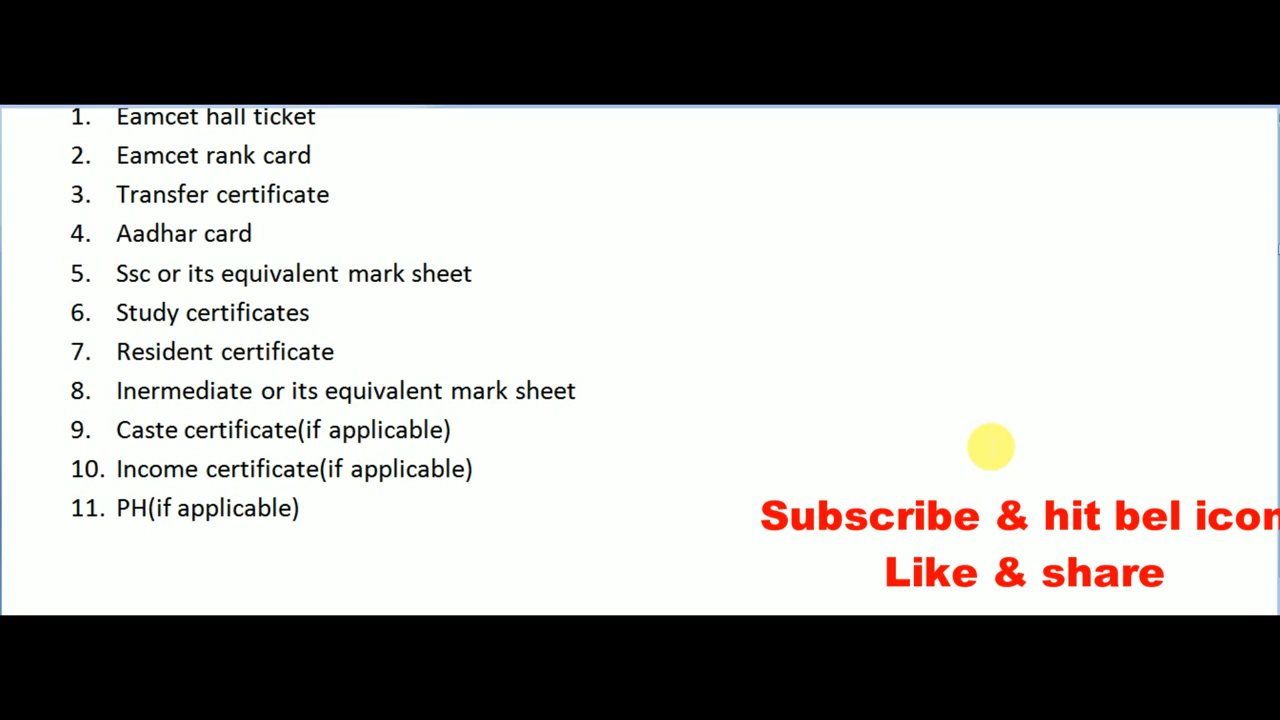 1. Eamcet hall ticket
2. Eamcet rank card
3. Transfer certificate
4. Aadhar card
5. Ssc or its equivalent mark sheet
6. Study certificates
7. Resident certificate
8. Inermediate or its equivalent mark sheet
9. Caste certificate(if applicable)
10. Income certificate(if applicable)
11. PH(if applicable)
Subscribe & hit bel icon
Like & share